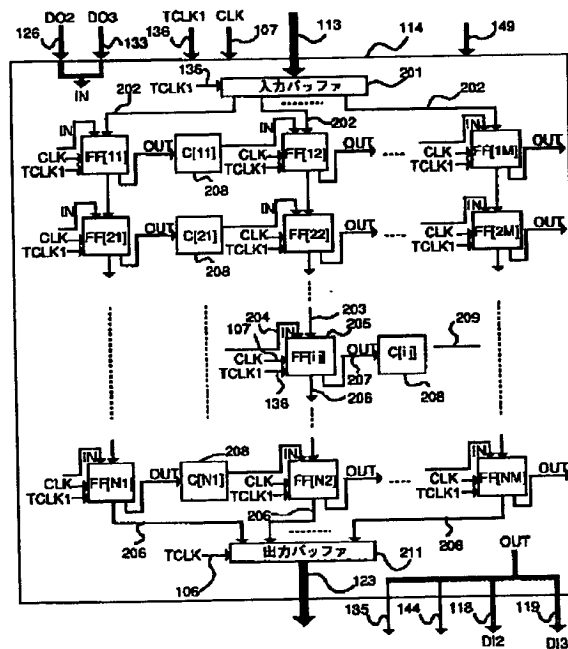 DO2 DO3 TCLK1 CLK
126 133 136 107 113 114 149
IN 136
TCLK1 入力バッファ 201
202 202 202
IN FF[11] OUT C[11] IN FF[12] OUT IN FF[1M] OUT
CLK CLK CLK
TCLK1 208 TCLK1 TCLK1
IN FF[21] OUT C[21] IN FF[22] OUT IN FF[2M] OUT
CLK CLK CLK
TCLK1 208 TCLK1 TCLK1
203
204 IN 205 209
107 FF[ij] OUT C[ij]
CLK
TCLK1 207
136 206 208
208
IN FF[N1] OUT C[N1] IN FF[N2] OUT IN FF[NM] OUT
CLK CLK CLK
TCLK1 TCLK1 TCLK1
206 206 206
TCLK 出力バッファ 211 OUT
106 123
135 144 118 119
DI2 DI3